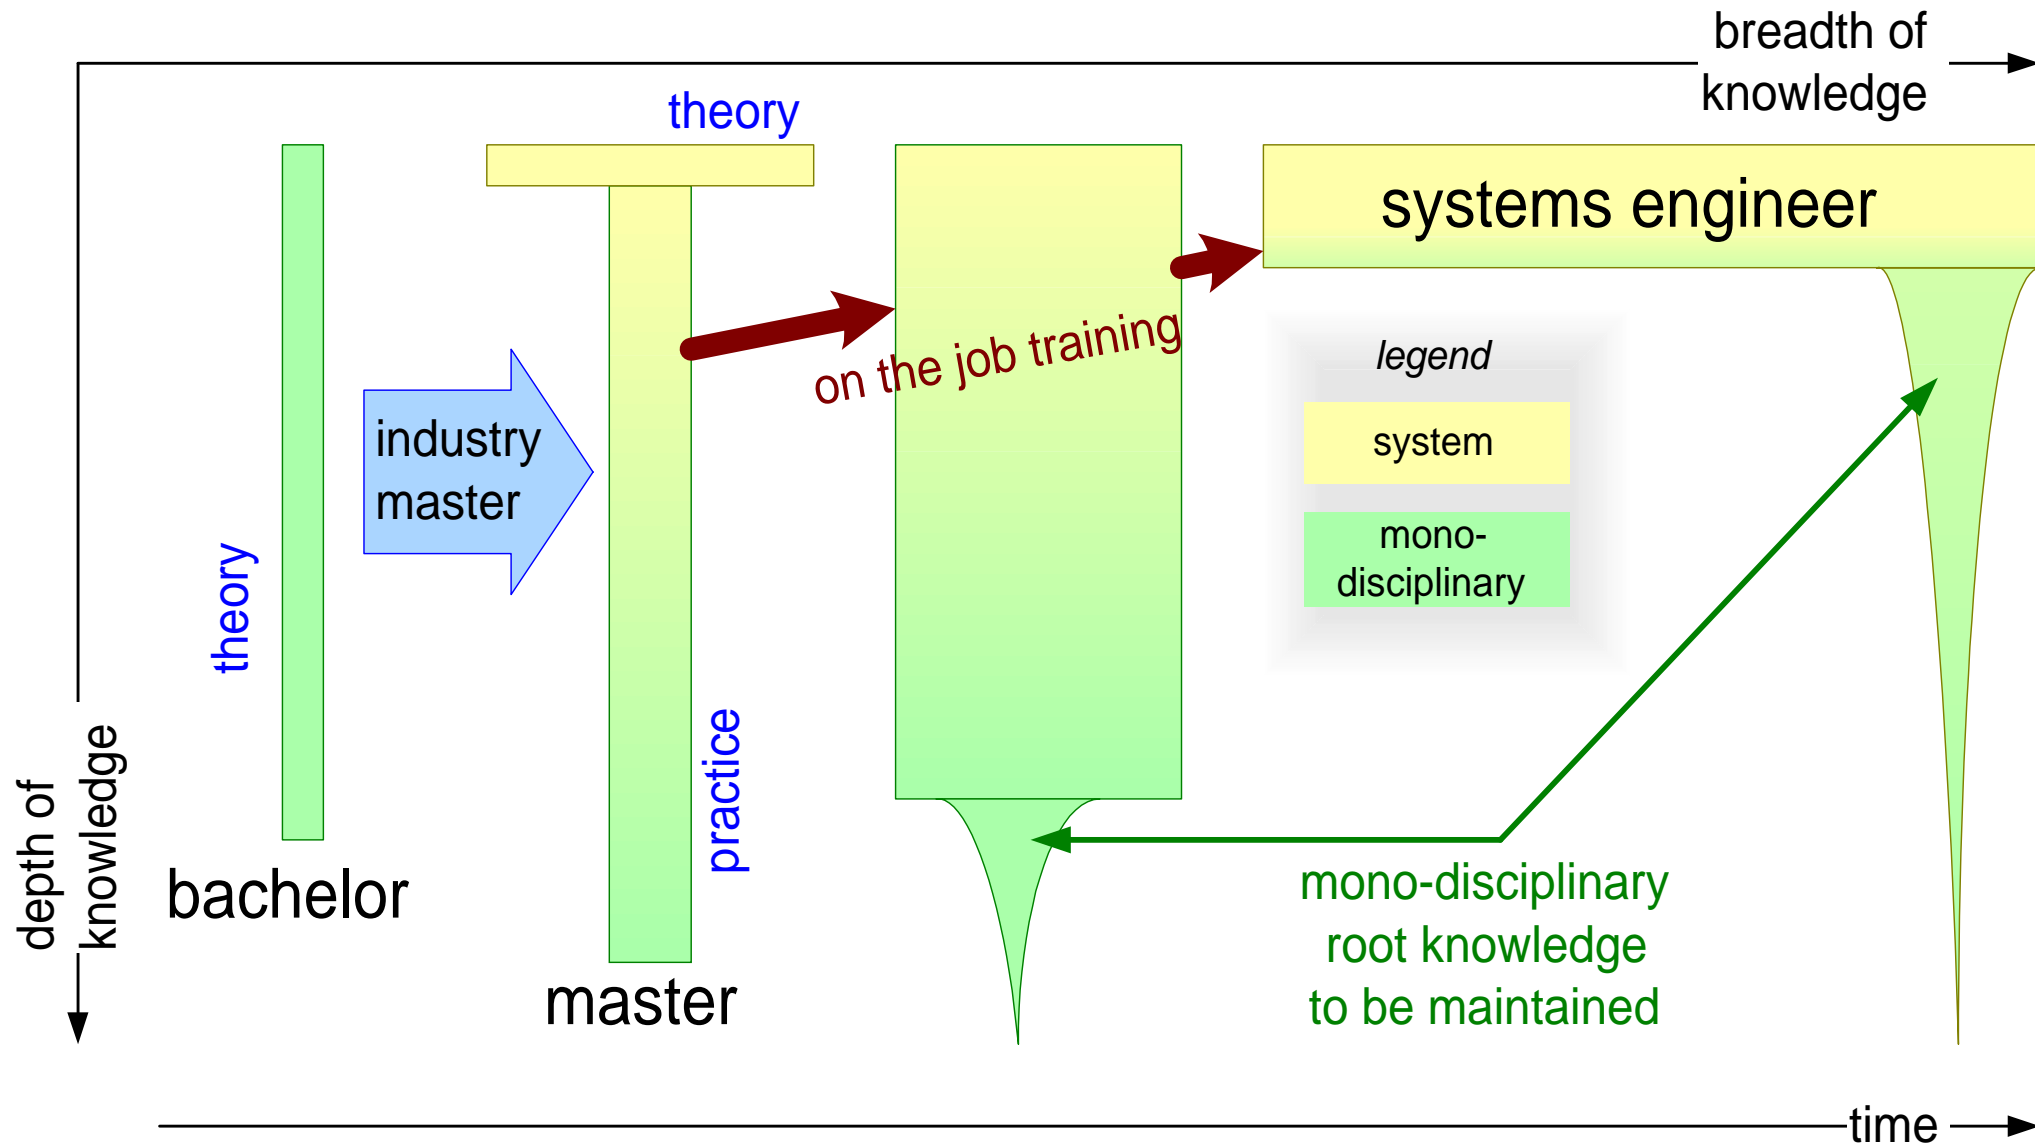 breadth of
knowledge
theory
systems engineer
on the job training
legend
system
mono-
disciplinary
industry
master
theory
practice
depth of
knowledge
bachelor
master
mono-disciplinary
root knowledge
to be maintained
time